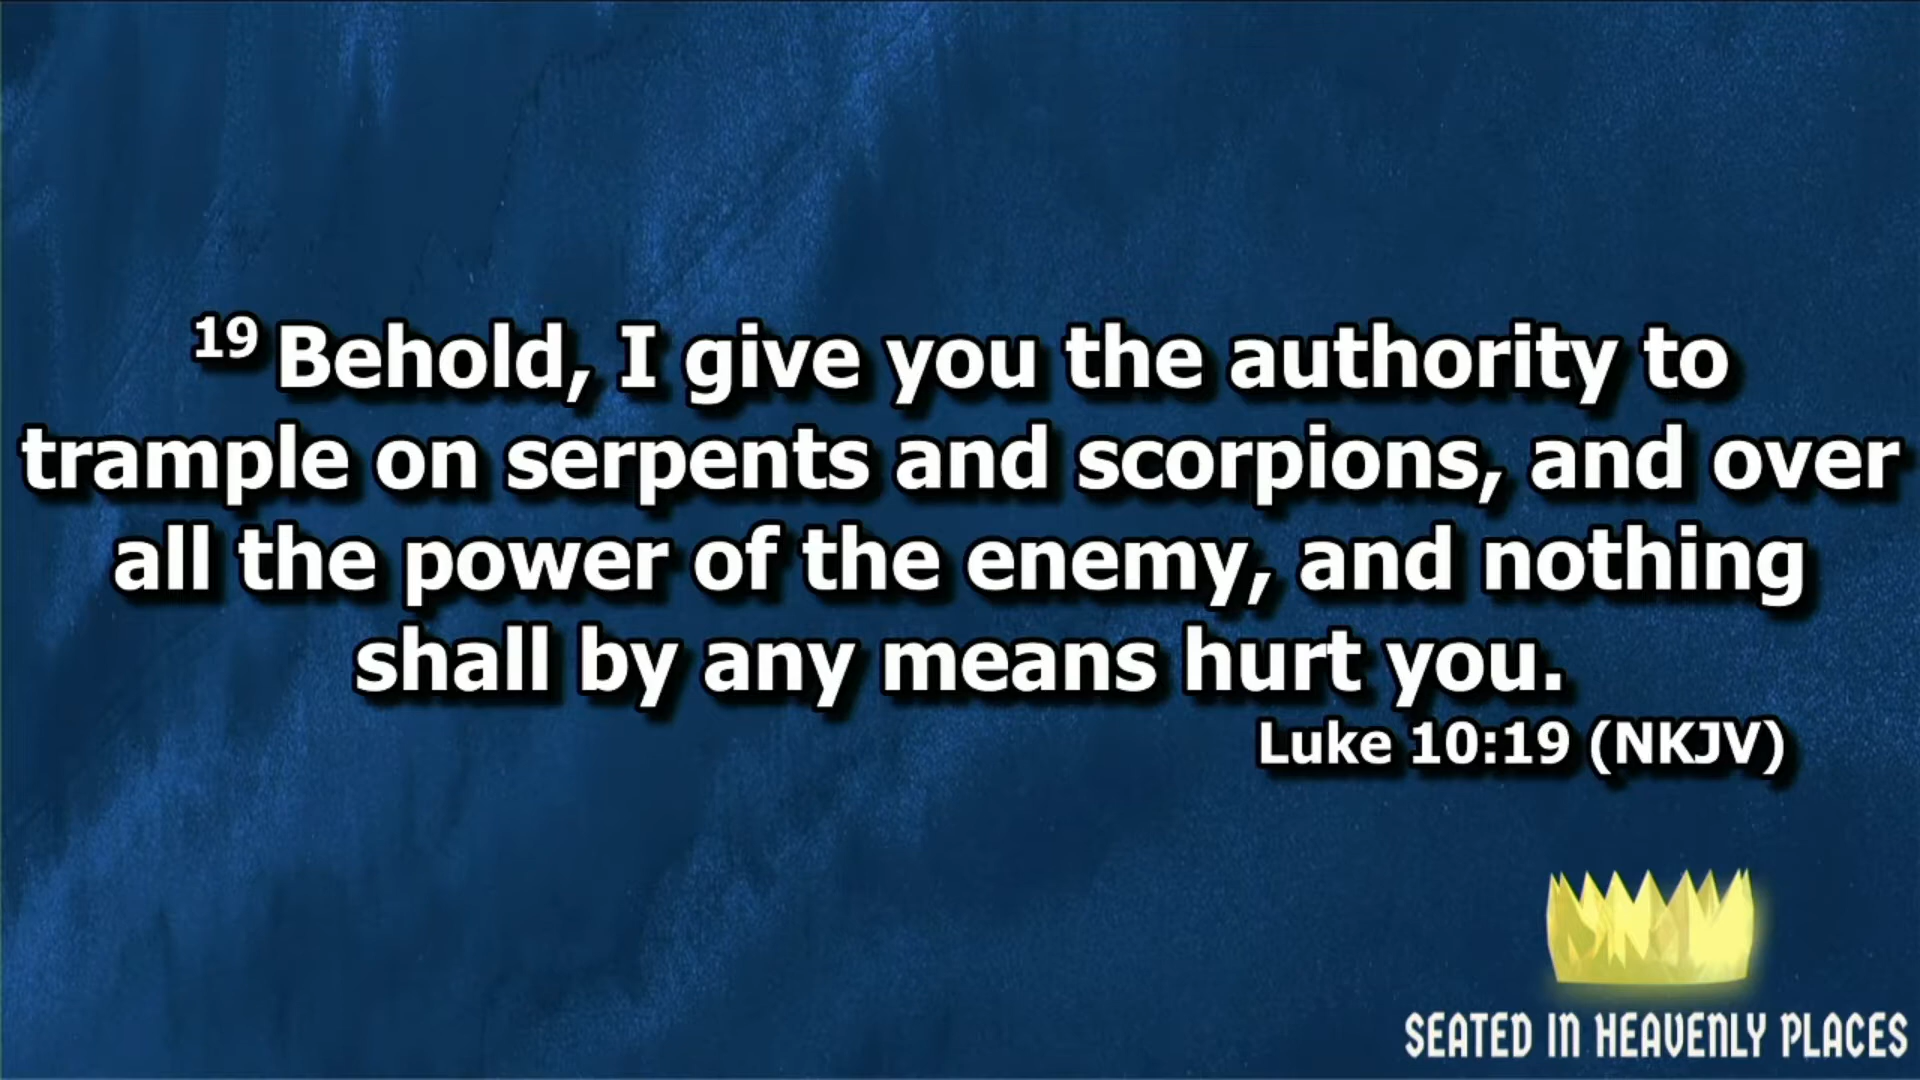 19 Behold, I give you the authority to
trample on serpents and scorpions, and over
all the power of the enemy, and nothing
shall by any means hurt you.
Luke 10:19 (NKJV)
SEATED IN HEAVENLY PLACES